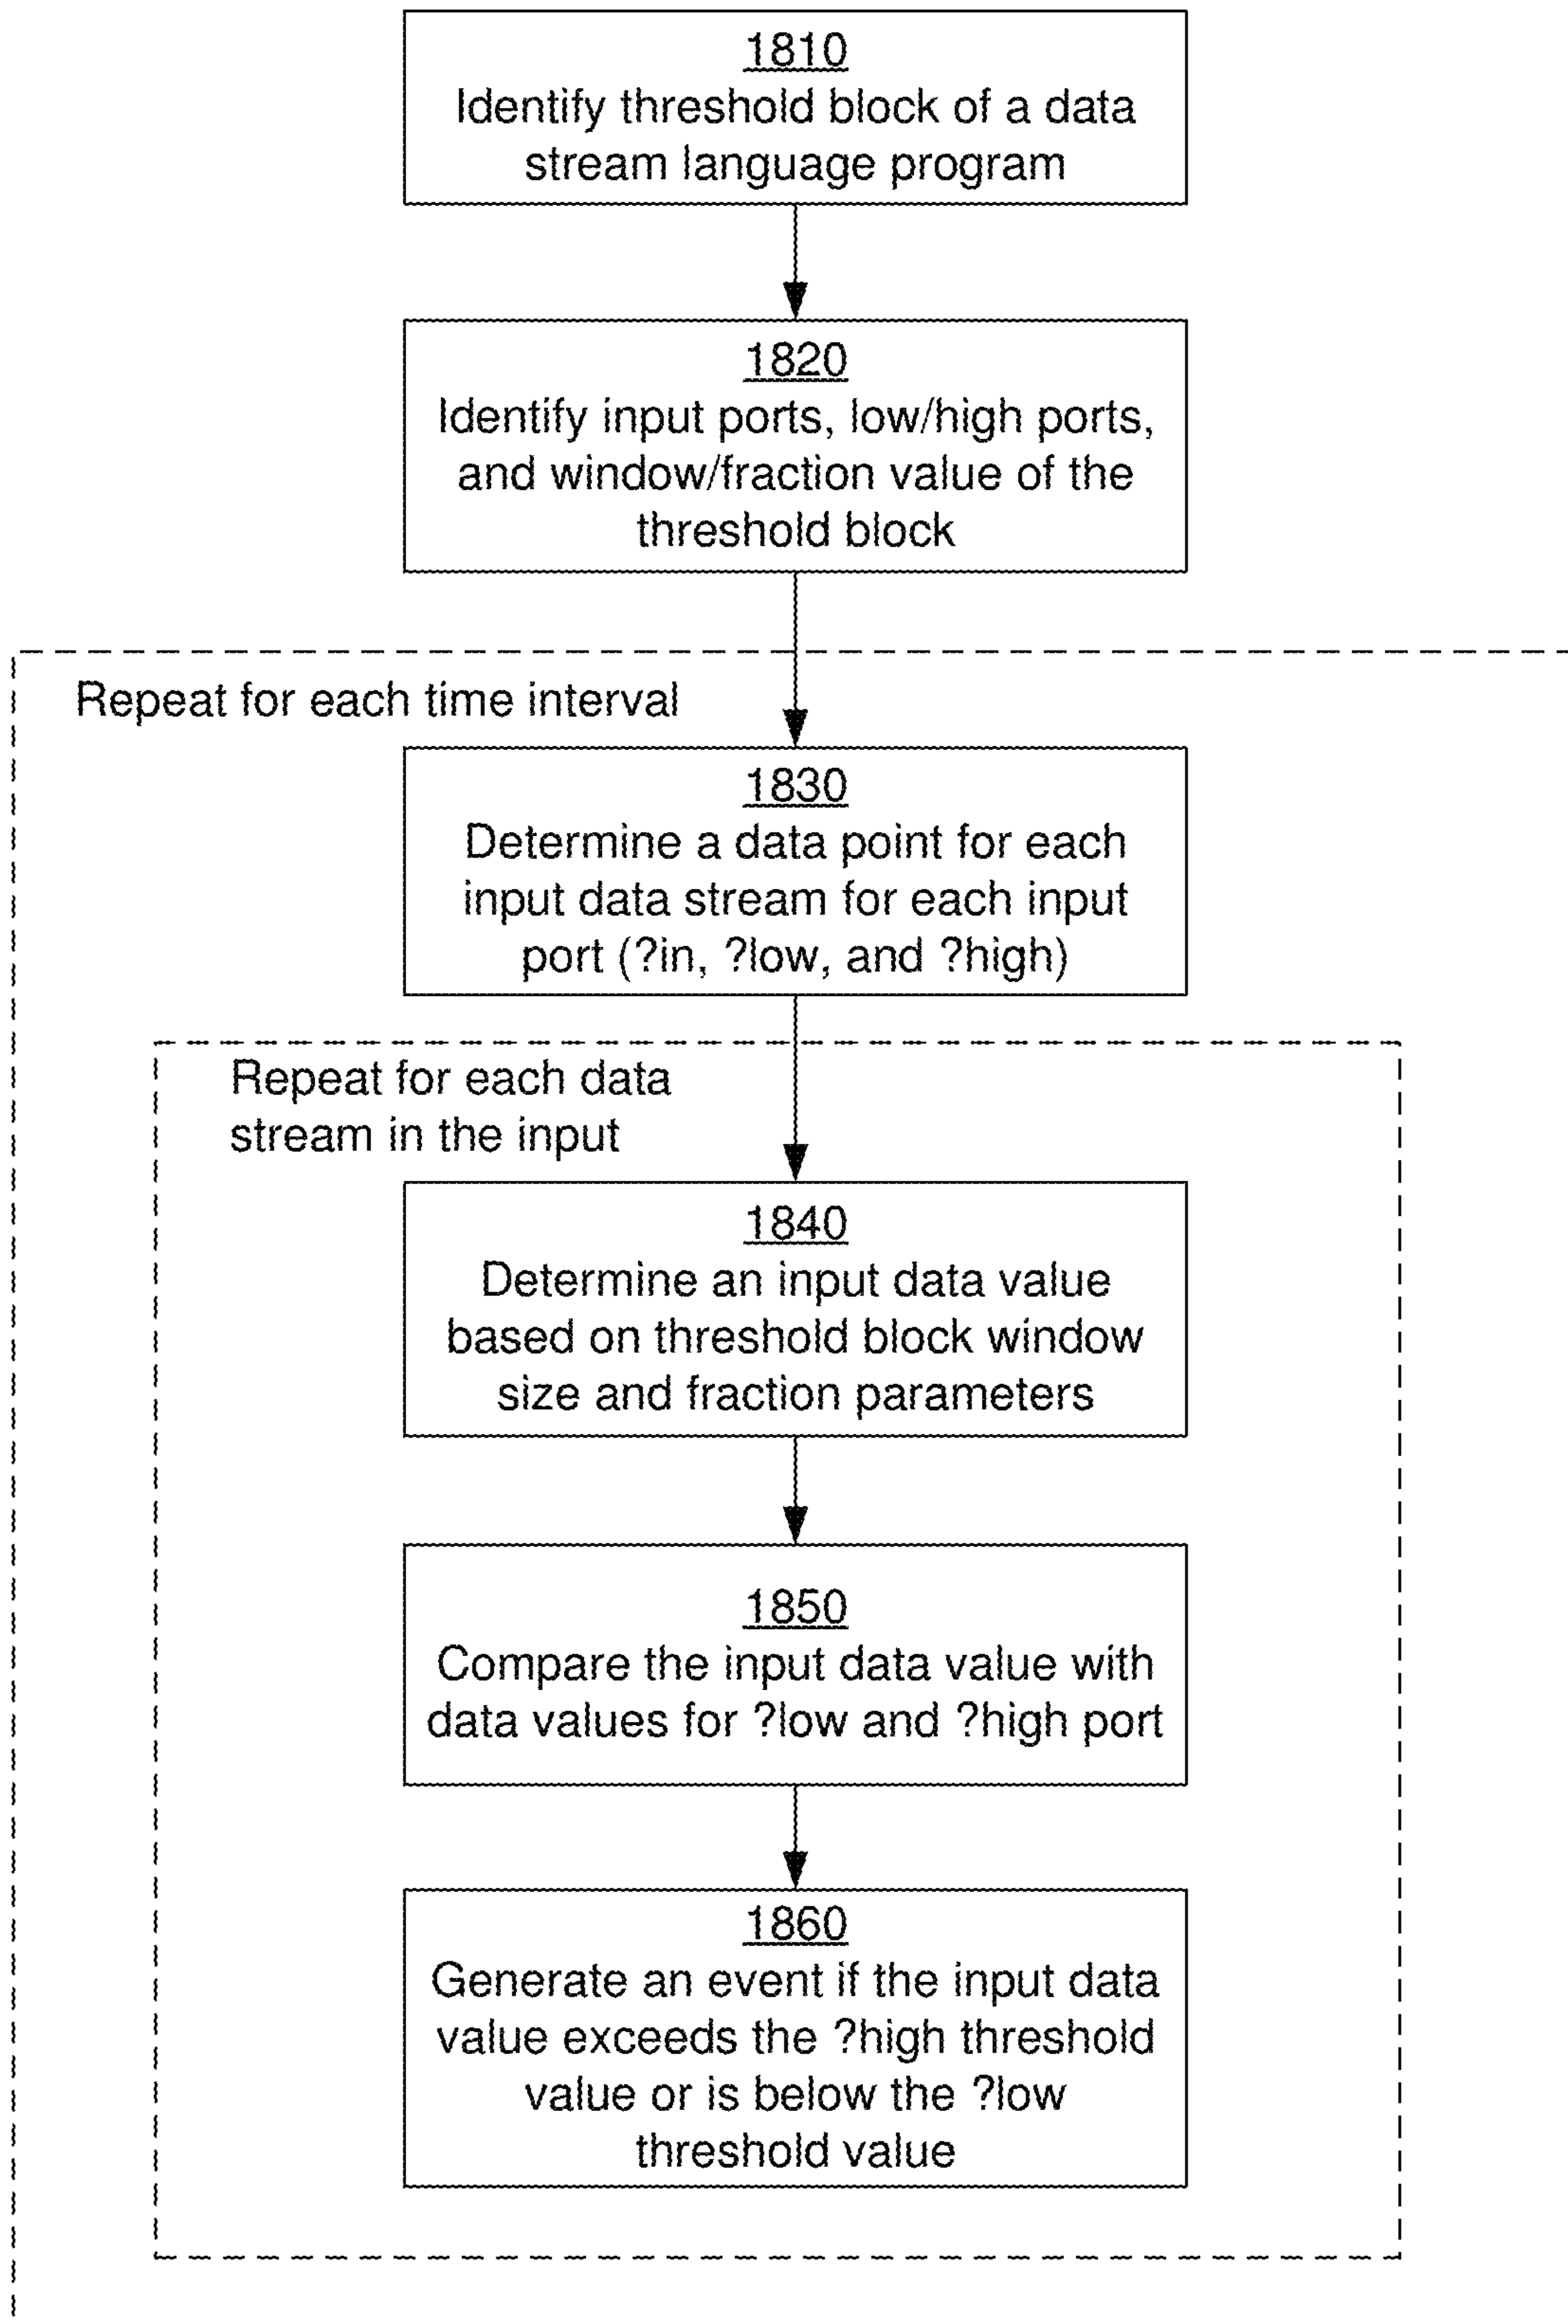 1810
Identify threshold block of a data
stream language program
1820
Identify input ports, low/high ports,
and window/fraction value of the
threshold block
Repeat for each time interval
1830
Determine a data point for each
input data stream for each input
port (?in, ?low, and ?high)
Repeat for each data
stream in the input
1840
Determine an input data value
based on threshold block window
size and fraction parameters
1850
Compare the input data value with
data values for ?low and ?high port
1860
Generate an event if the input data
value exceeds the ?high threshold
value or is below the ?low
threshold value